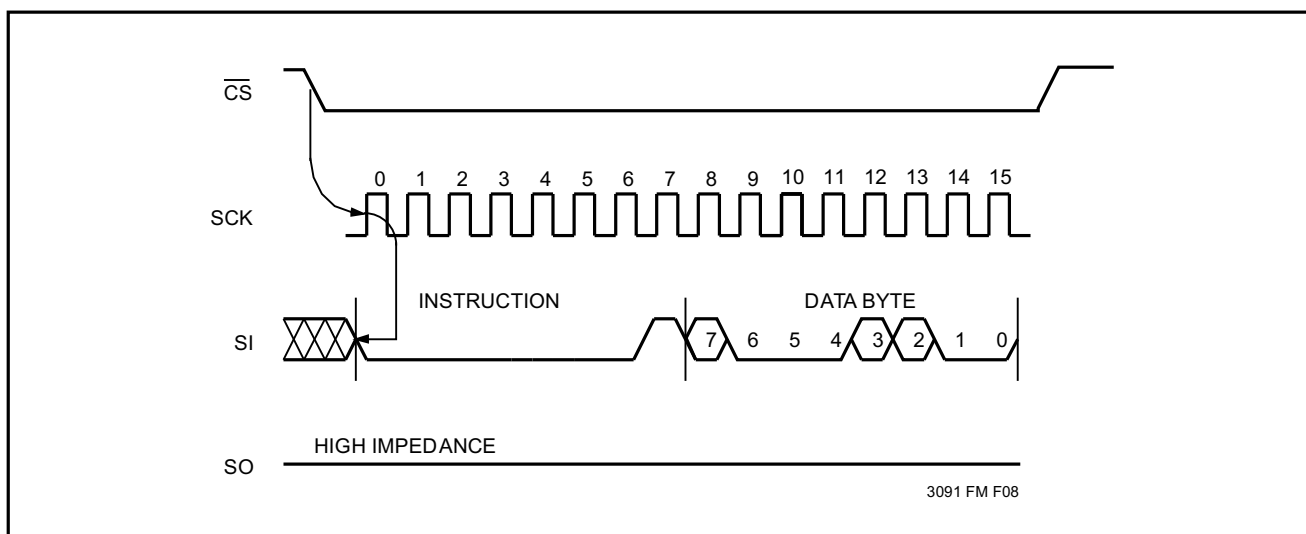 CS
0 1 2 3 4 5 6 7 8 9 10 11 12 13 14 15
SCK
INSTRUCTION DATA BYTE
SI 7 6 5 4 3 2 1 0
HIGH IMPEDANCE
SO
3091 FM F08